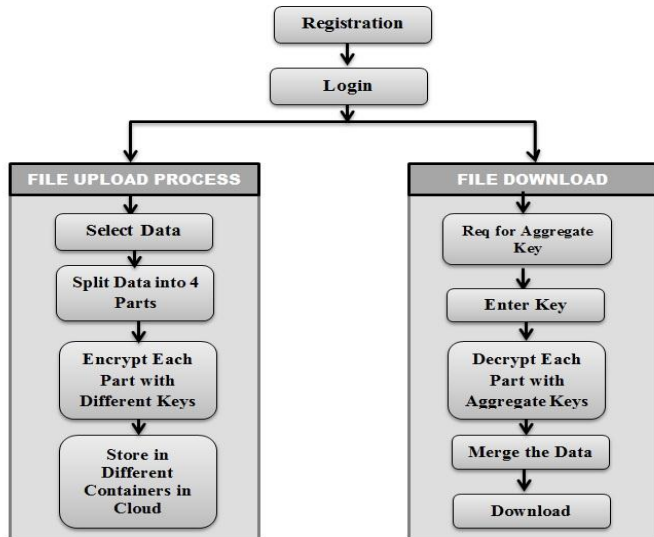 Registration
Login
FILE UPLOAD PROCESS
Select Data
Split Data into 4
Parts
Encrypt Each
Part with
Different Keys
Store in
Different
Containers in
Cloud
FILE DOWNLOAD
Req for Aggregate
Key
Enter Key
Decrypt Each
Part with
Aggregate Keys
Merge the Data
Download